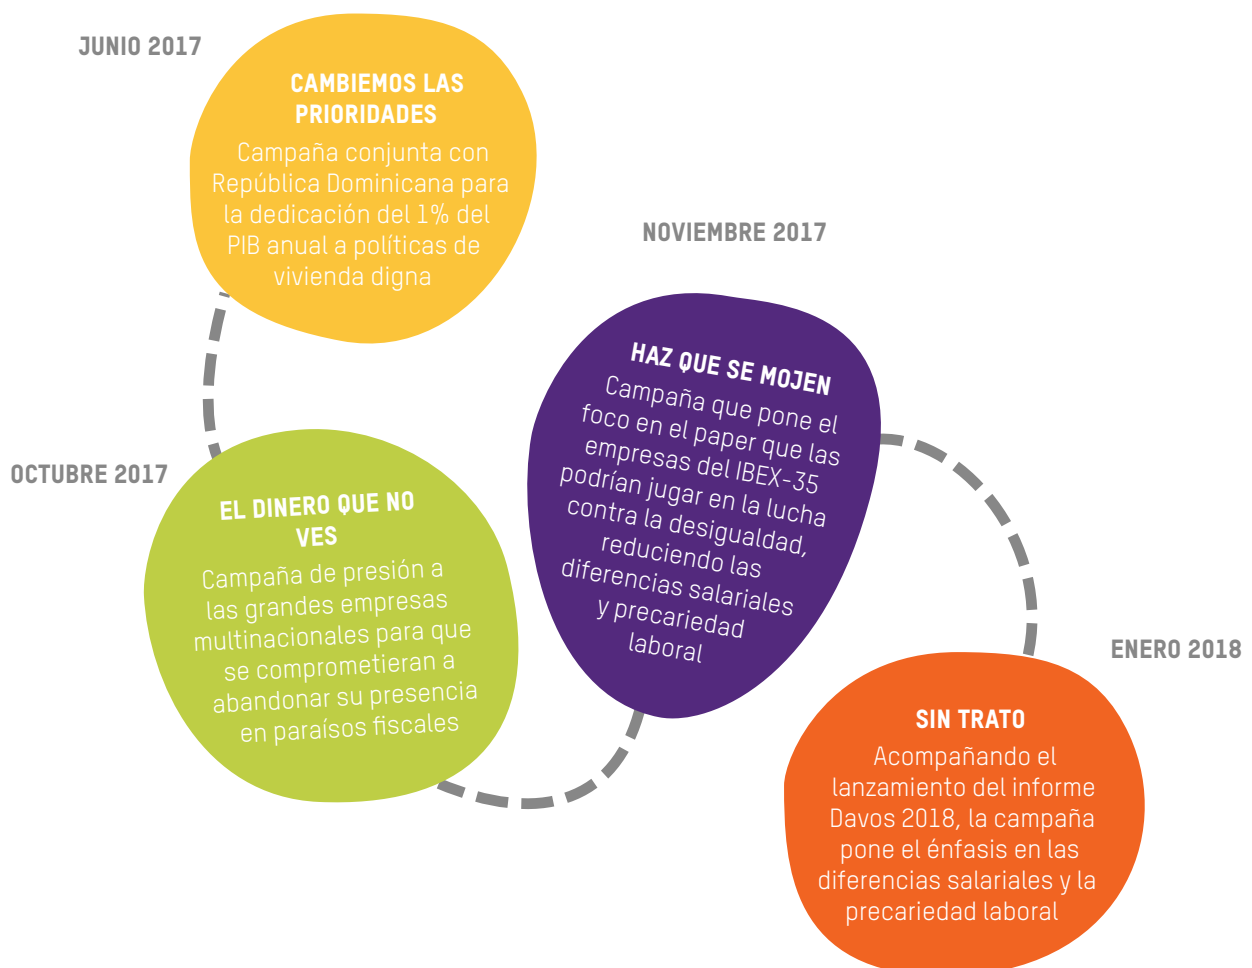 JUNIO 2017
CAMBIEMOS LAS
PRIORIDADES
Campaña conjunta con
República Dominicana para
la dedicación del 1% del
PIB anual a políticas de
vivienda digna
OCTUBRE 2017
EL DINERO QUE NO
VES
Campaña de presión a
las grandes empresas
multinacionales para que
se comprometieran a
abandonar su presencia
en paraísos fiscales
NOVIEMBRE 2017
HAZ QUE SE MOJEN
Campaña que pone el
foco en el paper que las
empresas del IBEX-35
podrían jugar en la lucha
contra la desigualdad,
reduciendo las
diferencias salariales
y precariedad
laboral
ENERO 2018
SIN TRATO
Acompañando el
lanzamiento del informe
Davos 2018, la campaña
pone el énfasis en las
diferencias salariales y la
precariedad laboral